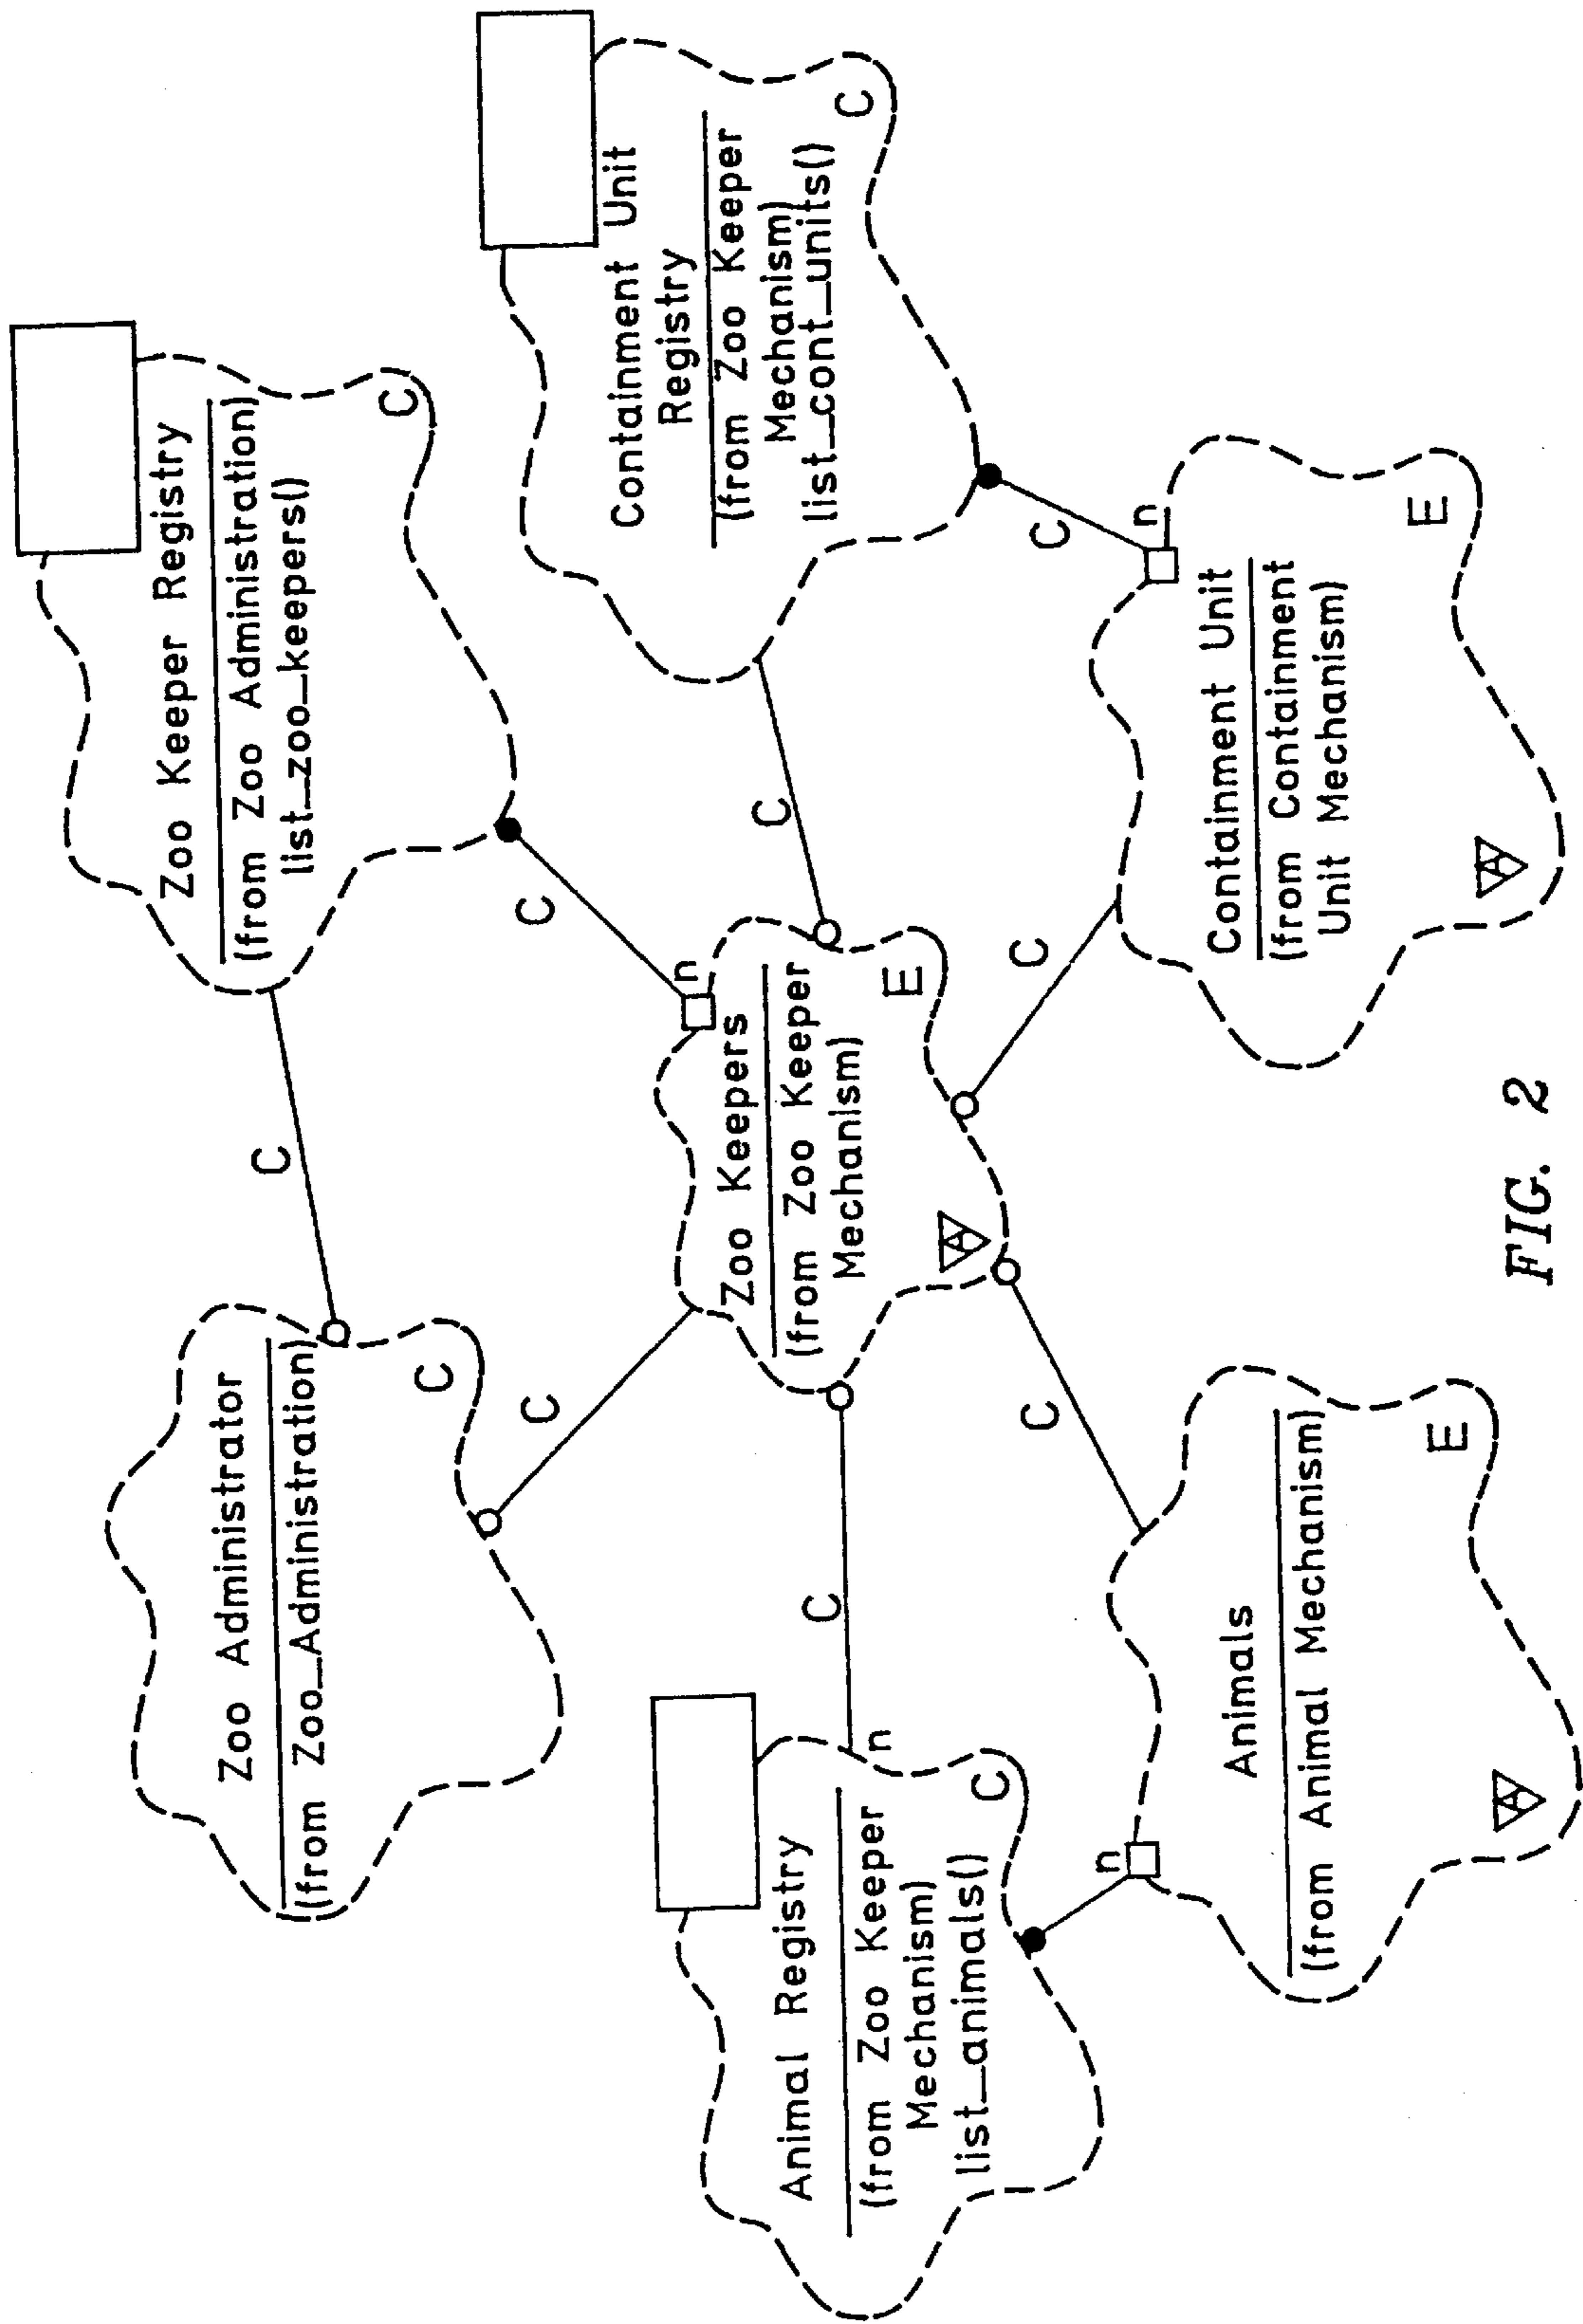 Zoo Administrator
(from Zoo_Administration)
C
C
Zoo Keeper Registry
(from Zoo Administration)
list_zoo_keepers()
C
C
C
n
Zoo Keepers
(from Zoo Keeper
Mechanism)
E
A
C
Containment Unit
Registry
(from Zoo Keeper
Mechanism)
list_cont_units()
C
Animal Registry
(from Zoo Keeper
Mechanism)
list_animals()
C
C
n
n
Animals
(from Animal Mechanism)
E
A
C
C
C
n
Containment Unit
(from Containment
Unit Mechanism)
E
A
FIG. 2